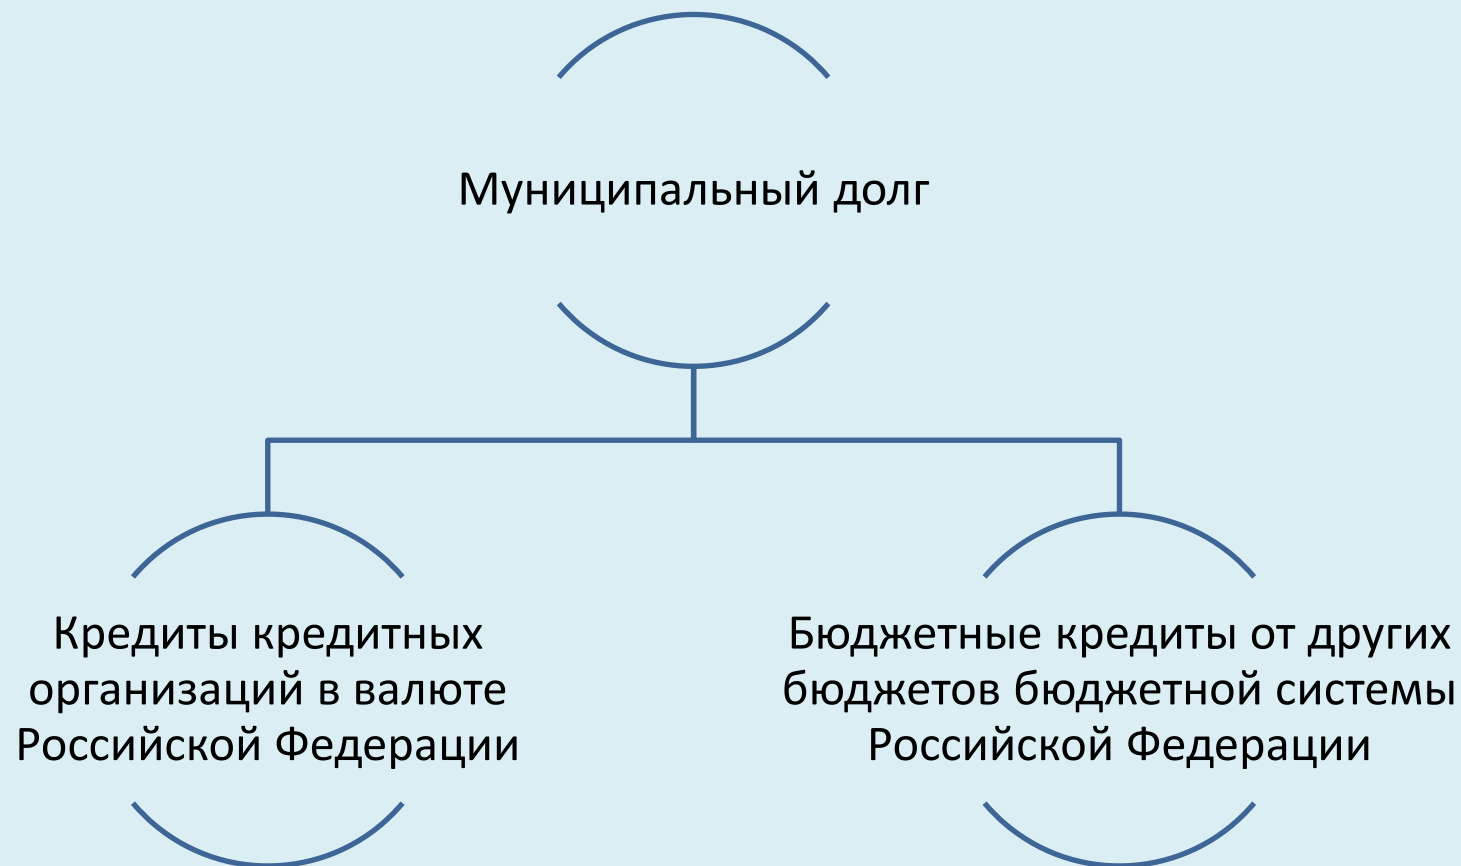 Муниципальный долг
Кредиты кредитных
организаций в валюте
Российской Федерации
Бюджетные кредиты от других
бюджетов бюджетной системы
Российской Федерации